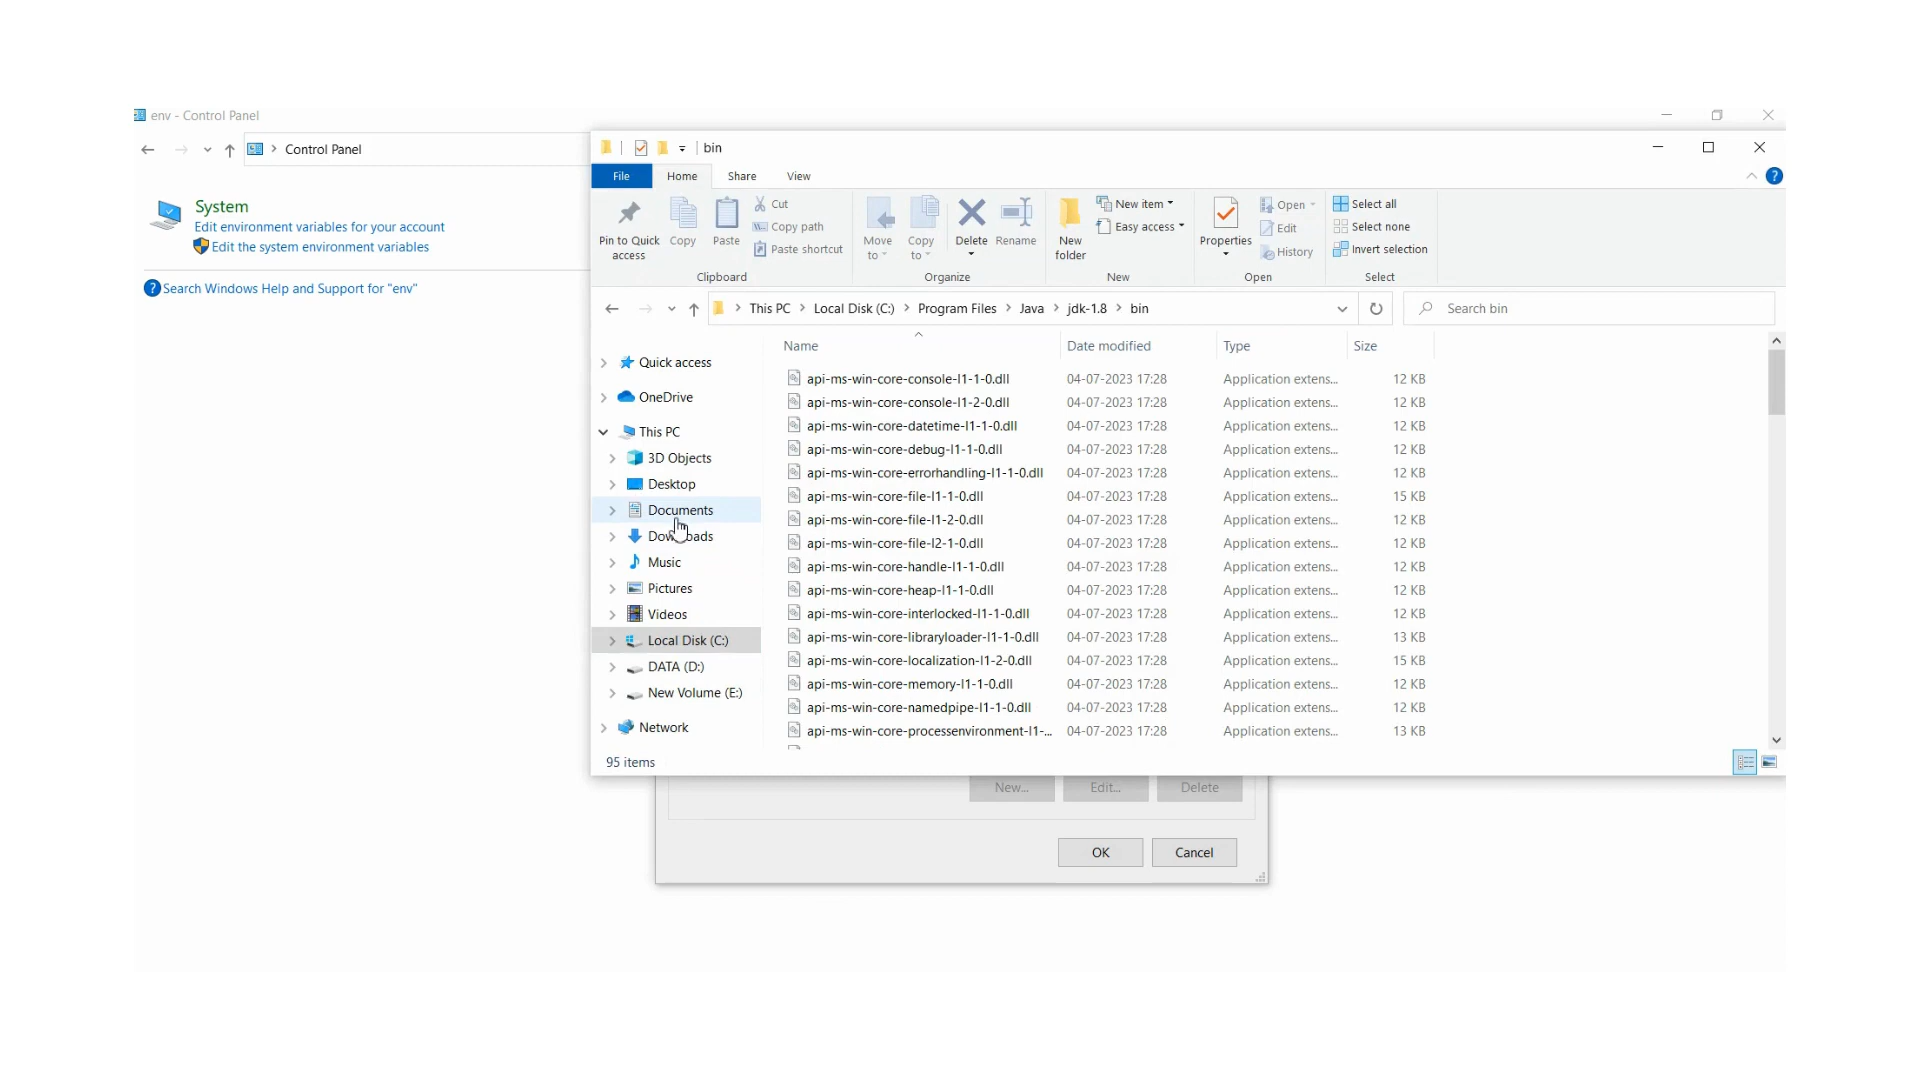 env - Control Panel
Control Panel
System
Edit environment variables for your account
Edit the system environment variables
Search Windows Help and Support for "env"
bin
File Home Share View
Pin to Quick access
Copy
Paste
Cut
Copy path
Paste shortcut
Clipboard
Move to
Copy to
Delete
Rename
Organize
New folder
New item
Easy access
New
Properties
Open
Edit
History
Open
Select all
Select none
Invert selection
Select
This PC > Local Disk (C:) > Program Files > Java > jdk-1.8 > bin
Search bin
Quick access
OneDrive
This PC
3D Objects
Desktop
Documents
Downloads
Music
Pictures
Videos
Local Disk (C:)
DATA (D:)
New Volume (E:)
Network
Name Date modified Type Size
api-ms-win-core-console-l1-1-0.dll 04-07-2023 17:28 Application extens... 12 KB
api-ms-win-core-console-l1-2-0.dll 04-07-2023 17:28 Application extens... 12 KB
api-ms-win-core-datetime-l1-1-0.dll 04-07-2023 17:28 Application extens... 12 KB
api-ms-win-core-debug-l1-1-0.dll 04-07-2023 17:28 Application extens... 12 KB
api-ms-win-core-errorhandling-l1-1-0.dll 04-07-2023 17:28 Application extens... 12 KB
api-ms-win-core-file-l1-1-0.dll 04-07-2023 17:28 Application extens... 15 KB
api-ms-win-core-file-l1-2-0.dll 04-07-2023 17:28 Application extens... 12 KB
api-ms-win-core-file-l2-1-0.dll 04-07-2023 17:28 Application extens... 12 KB
api-ms-win-core-handle-l1-1-0.dll 04-07-2023 17:28 Application extens... 12 KB
api-ms-win-core-heap-l1-1-0.dll 04-07-2023 17:28 Application extens... 12 KB
api-ms-win-core-interlocked-l1-1-0.dll 04-07-2023 17:28 Application extens... 12 KB
api-ms-win-core-libraryloader-l1-1-0.dll 04-07-2023 17:28 Application extens... 13 KB
api-ms-win-core-localization-l1-2-0.dll 04-07-2023 17:28 Application extens... 15 KB
api-ms-win-core-memory-l1-1-0.dll 04-07-2023 17:28 Application extens... 12 KB
api-ms-win-core-namedpipe-l1-1-0.dll 04-07-2023 17:28 Application extens... 12 KB
api-ms-win-core-processenvironment-l1-... 04-07-2023 17:28 Application extens... 13 KB
95 items
New... Edit... Delete
OK Cancel